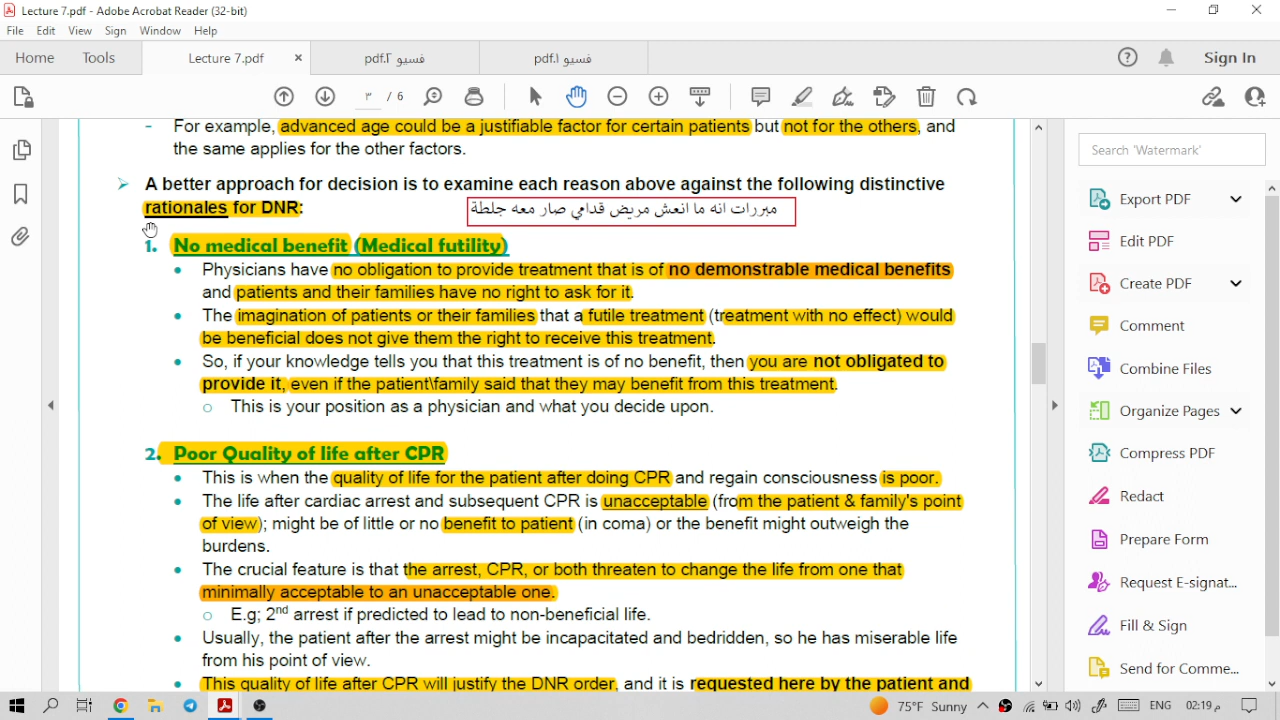 Lecture 7.pdf - Adobe Acrobat Reader (32-bit)
File Edit View Sign Window Help
Home Tools Lecture 7.pdf × فسيو ٢.pdf فسيو ١.pdf Sign In
٣ / 6
- For example, advanced age could be a justifiable factor for certain patients but not for the others, and
the same applies for the other factors.
A better approach for decision is to examine each reason above against the following distinctive
rationales for DNR:
مبررات انه ما انعش مريض قدامي صار معه جلطة
1. No medical benefit (Medical futility)
• Physicians have no obligation to provide treatment that is of no demonstrable medical benefits
and patients and their families have no right to ask for it.
• The imagination of patients or their families that a futile treatment (treatment with no effect) would
be beneficial does not give them the right to receive this treatment.
• So, if your knowledge tells you that this treatment is of no benefit, then you are not obligated to
provide it, even if the patient\family said that they may benefit from this treatment.
o This is your position as a physician and what you decide upon.
2. Poor Quality of life after CPR
• This is when the quality of life for the patient after doing CPR and regain consciousness is poor.
• The life after cardiac arrest and subsequent CPR is unacceptable (from the patient & family's point
of view); might be of little or no benefit to patient (in coma) or the benefit might outweigh the
burdens.
• The crucial feature is that the arrest, CPR, or both threaten to change the life from one that
minimally acceptable to an unacceptable one.
o E.g; 2nd arrest if predicted to lead to non-beneficial life.
• Usually, the patient after the arrest might be incapacitated and bedridden, so he has miserable life
from his point of view.
• This quality of life after CPR will justify the DNR order, and it is requested here by the patient and
Search 'Watermark'
Export PDF
Edit PDF
Create PDF
Comment
Combine Files
Organize Pages
Compress PDF
Redact
Prepare Form
Request E-signat...
Fill & Sign
Send for Comme...
75°F Sunny ENG 02:19 م